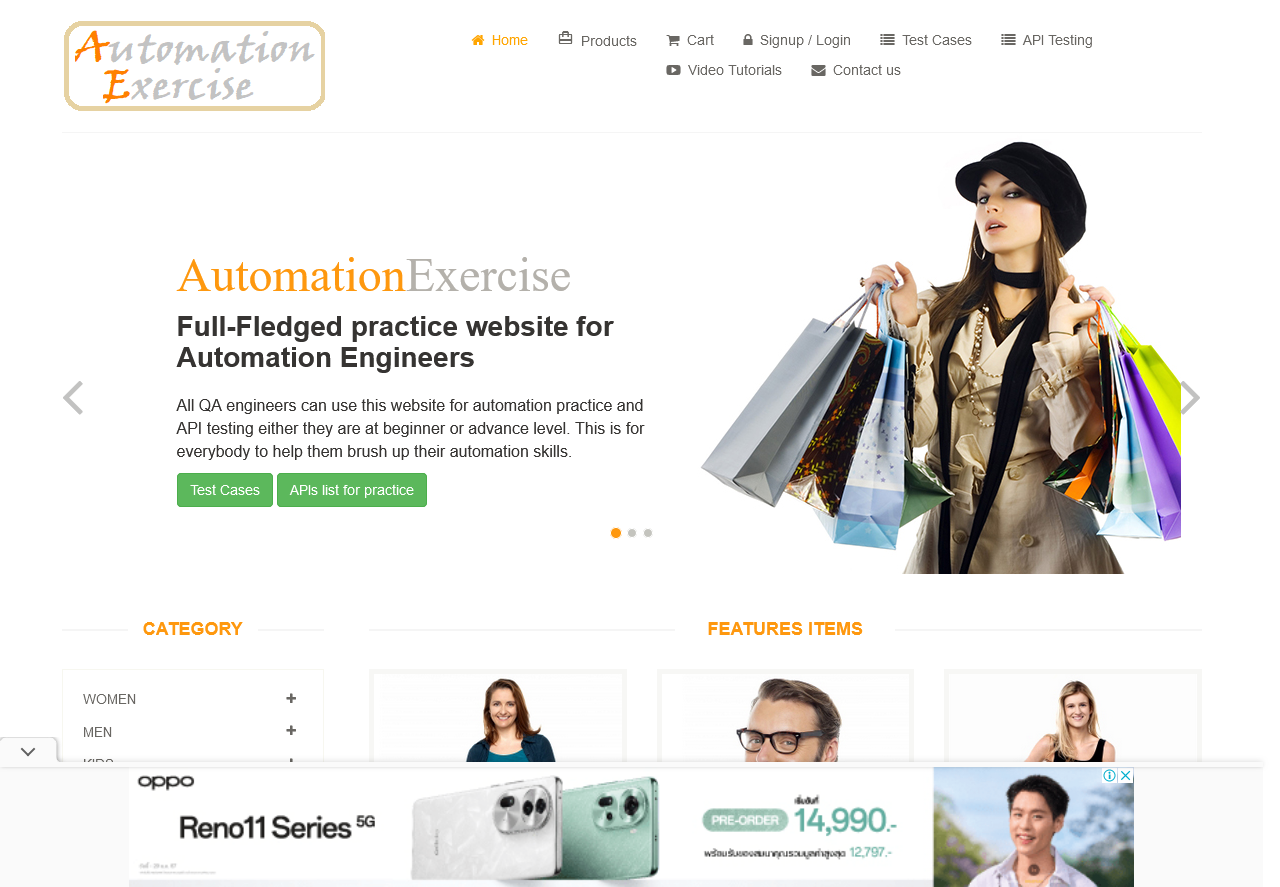 Automation
Exercise
Home
Products
Cart
Signup / Login
Test Cases
API Testing
Video Tutorials
Contact us
AutomationExercise
Full-Fledged practice website for
Automation Engineers
All QA engineers can use this website for automation practice and
API testing either they are at beginner or advance level. This is for
everybody to help them brush up their automation skills.
Test Cases
APIs list for practice
CATEGORY
FEATURES ITEMS
WOMEN
MEN
KIDS
oppo
Reno11 Series 5G
เริ่มต้นที่
PRE-ORDER 14,990.-
พร้อมรับของสมนาคุณรวมมูลค่าสูงสุด 12,797.-